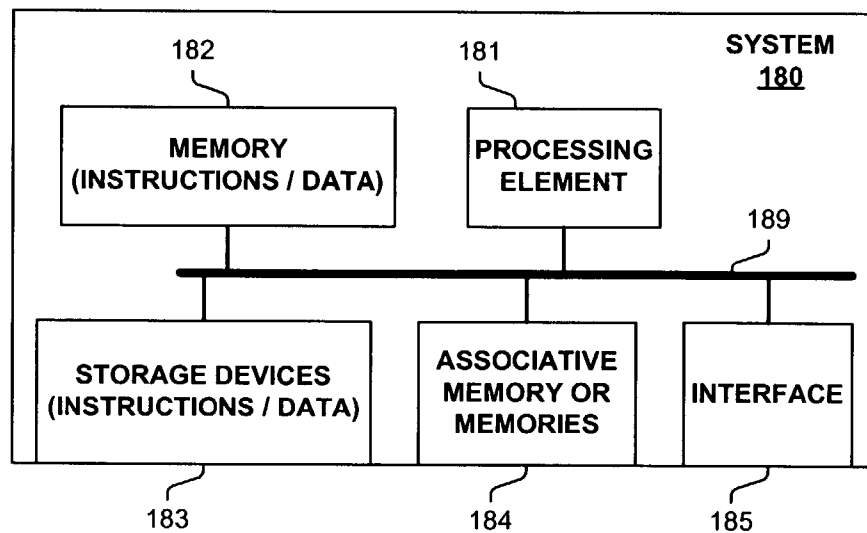 SYSTEM
180
182
181
MEMORY
(INSTRUCTIONS / DATA)
PROCESSING
ELEMENT
189
STORAGE DEVICES
(INSTRUCTIONS / DATA)
ASSOCIATIVE
MEMORY OR
MEMORIES
INTERFACE
183
184
185